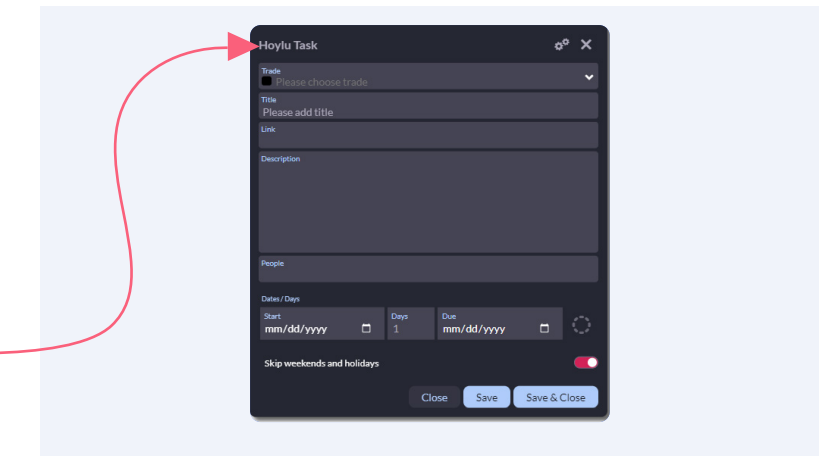 Hoylu Task
Trade
Please choose trade
Title
Please add title
Link
Description
People
Dates / Days
Start Days Due
mm/dd/yyyy 1 mm/dd/yyyy
Skip weekends and holidays
Close Save Save & Close